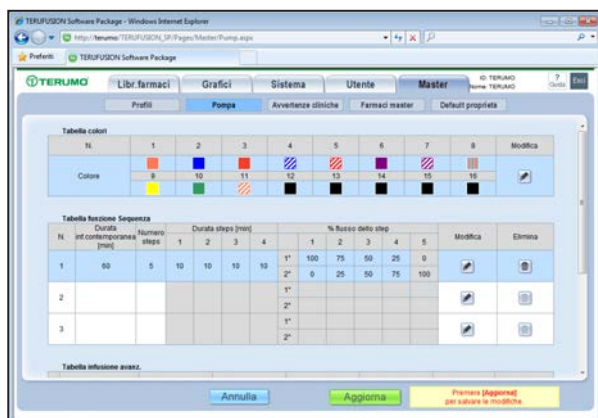 TERUFUSION Software Package - Windows Internet Explorer
http://terumo/TERUFUSION_SP/Pages/Master/Pump.aspx
Preferiti TERUFUSION Software Package
TERUMO Libr.farmaci Grafici Sistema Utente Master ID: TERUMO Nome: TERUMO ? Guida Esci
Profili Pompa Avvertenze cliniche Farmaci master Default proprietà
Tabella colori
N. 1 2 3 4 5 6 7 8 Modifica
Colore
9 10 11 12 13 14 15 16
Tabella funzione Sequenza
N. Durata inf.contemporanea [min] Numero steps Durata steps [min] % flusso dello step Modifica Elimina
1 2 3 4 1 2 3 4 5
1 60 5 10 10 10 10 1° 100 75 50 25 0
2° 0 25 50 75 100
2 1°
2°
3 1°
2°
Tabella infusione avanz.
Annulla Aggiorna Premere [Aggiorna]
per salvare le modifiche